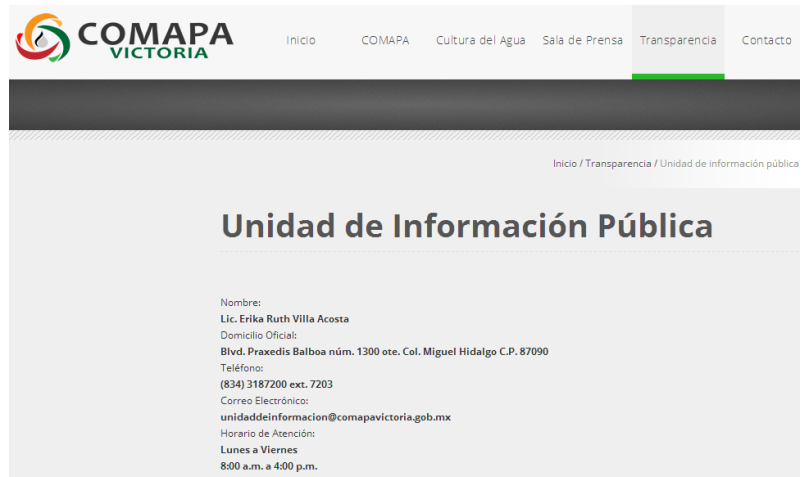 COMAPA
VICTORIA
Inicio COMAPA Cultura del Agua Sala de Prensa Transparencia Contacto
Inicio / Transparencia / Unidad de información pública
Unidad de Información Pública
Nombre:
Lic. Erika Ruth Villa Acosta
Domicilio Oficial:
Blvd. Praxedis Balboa núm. 1300 ote. Col. Miguel Hidalgo C.P. 87090
Teléfono:
(834) 3187200 ext. 7203
Correo Electrónico:
unidaddeinformacion@comapavictoria.gob.mx
Horario de Atención:
Lunes a Viernes
8:00 a.m. a 4:00 p.m.